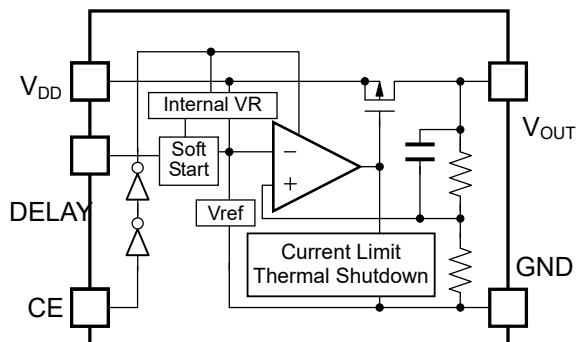 V_DD
Internal VR
V_OUT
Soft
Start
−
+
DELAY
Vref
Current Limit
Thermal Shutdown
GND
CE